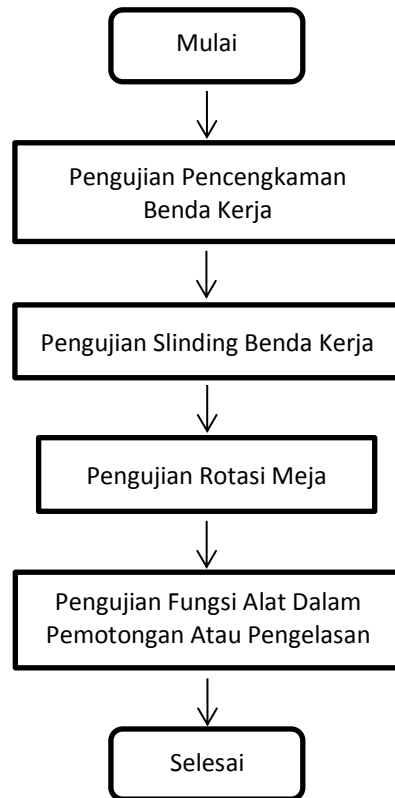 Mulai
Pengujian Pencengkaman
Benda Kerja
Pengujian Slinding Benda Kerja
Pengujian Rotasi Meja
Pengujian Fungsi Alat Dalam
Pemotongan Atau Pengelasan
Selesai